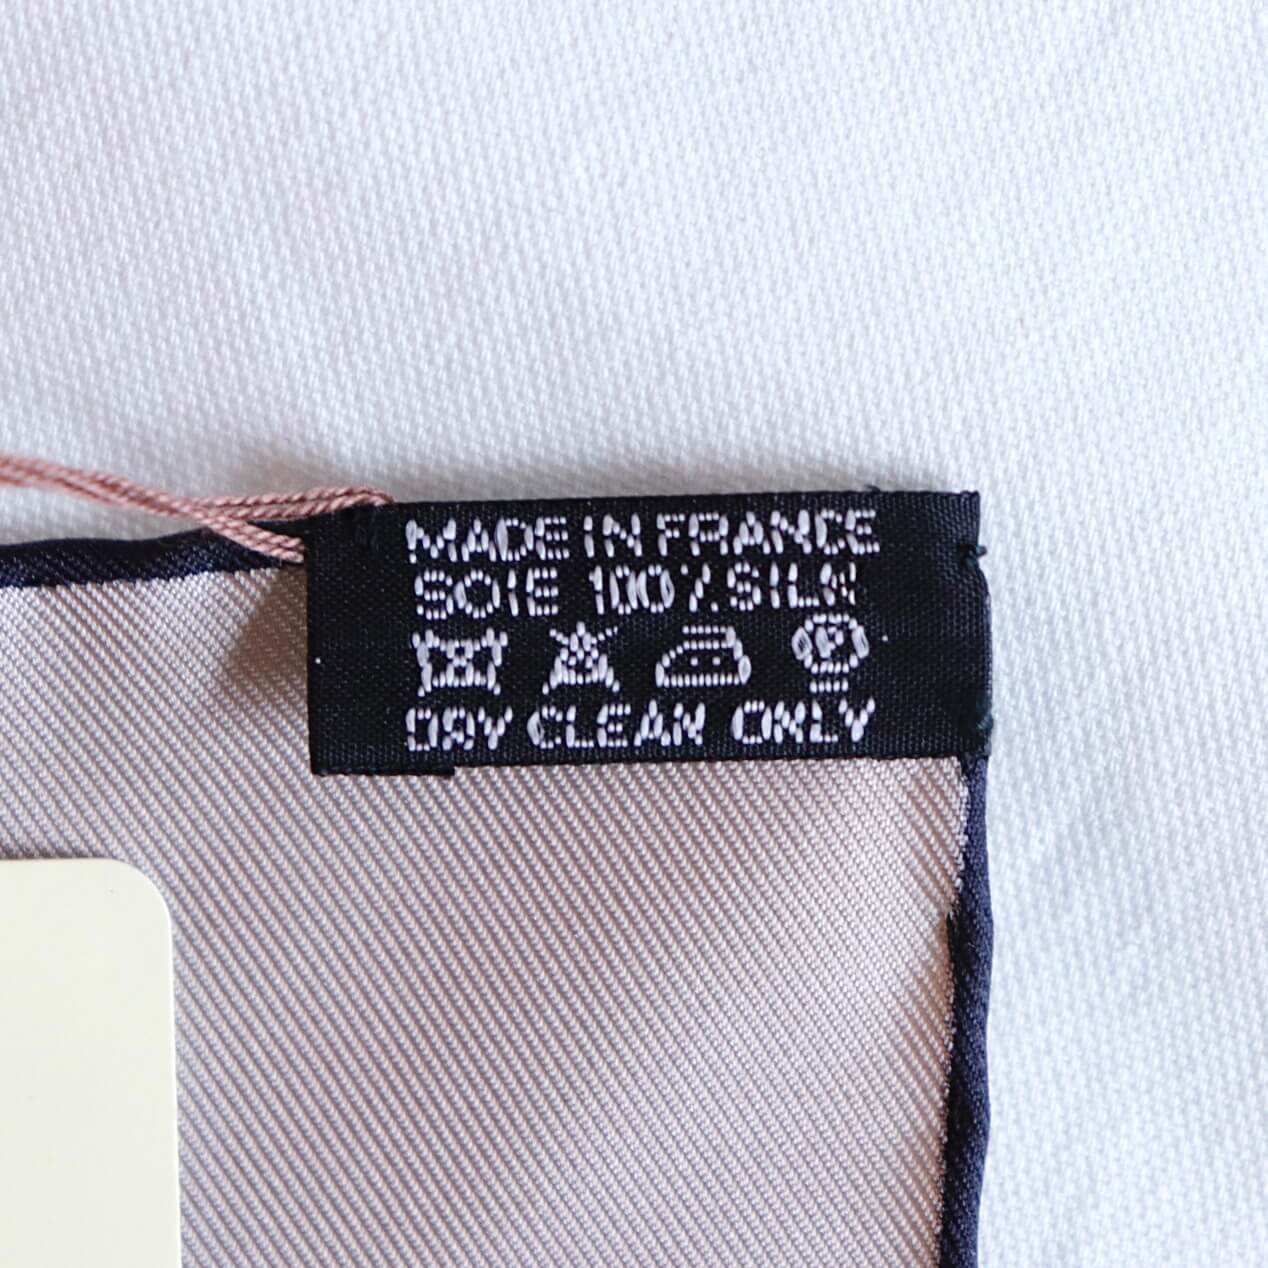 MADE IN FRANCE
SOIE 100% SILK
P
DRY CLEAN ONLY